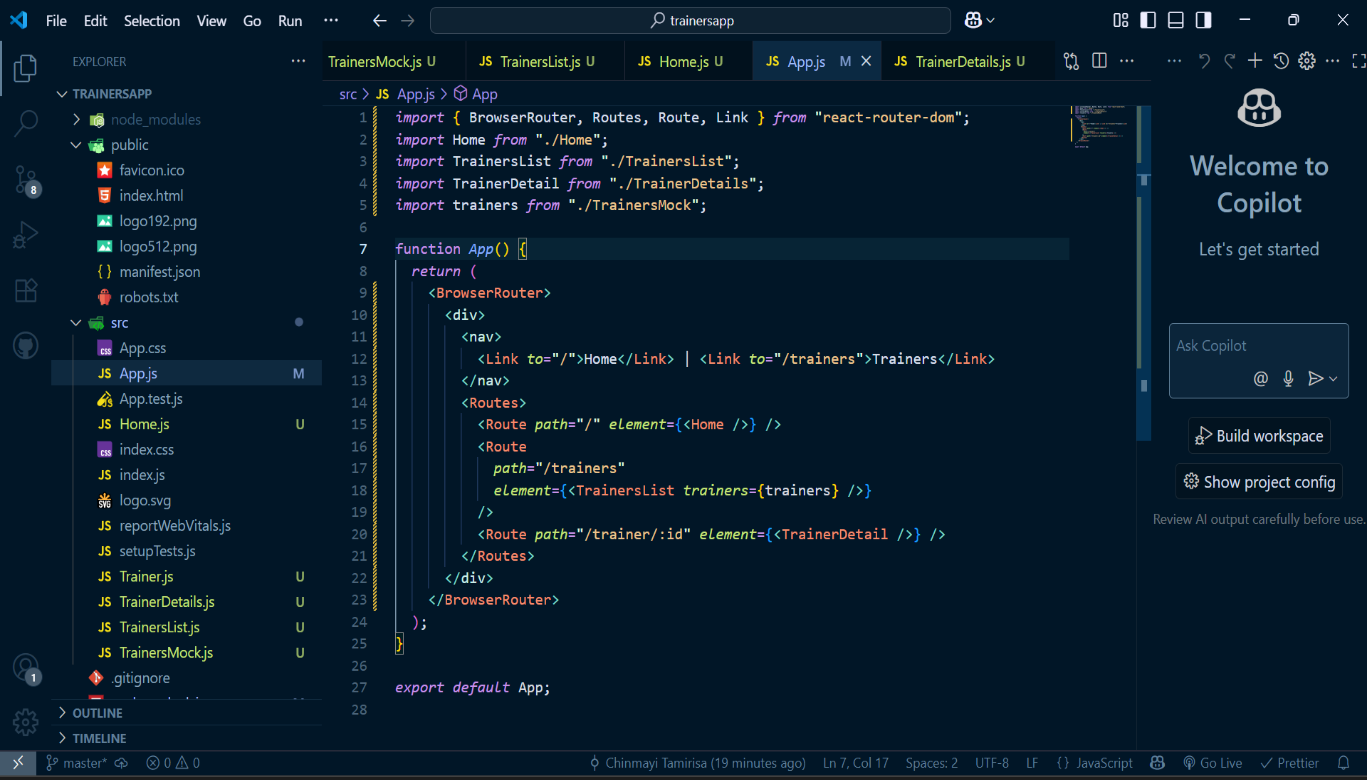 File Edit Selection View Go Run ··· trainersapp
EXPLORER ···
TRAINERSAPP
node_modules
public
favicon.ico
index.html
logo192.png
logo512.png
manifest.json
robots.txt
src
App.css
App.js M
App.test.js
Home.js U
index.css
index.js
logo.svg
reportWebVitals.js
setupTests.js
Trainer.js U
TrainerDetails.js U
TrainersList.js U
TrainersMock.js U
.gitignore
OUTLINE
TIMELINE
8
1
TrainersMock.js U JS TrainersList.js U JS Home.js U JS App.js M JS TrainerDetails.js U
src > JS App.js > App
1 import { BrowserRouter, Routes, Route, Link } from "react-router-dom";
2 import Home from "./Home";
3 import TrainersList from "./TrainersList";
4 import TrainerDetail from "./TrainerDetails";
5 import trainers from "./TrainersMock";
6
7 function App() {
8 return (
9 <BrowserRouter>
10 <div>
11 <nav>
12 <Link to="/">Home</Link> | <Link to="/trainers">Trainers</Link>
13 </nav>
14 <Routes>
15 <Route path="/" element={<Home />} />
16 <Route
17 path="/trainers"
18 element={<TrainersList trainers={trainers} />}
19 />
20 <Route path="/trainer/:id" element={<TrainerDetail />} />
21 </Routes>
22 </div>
23 </BrowserRouter>
24 );
25 }
26
27 export default App;
28
Welcome to
Copilot
Let's get started
Ask Copilot
Build workspace
Show project config
Review AI output carefully before use.
master* 0 0 Chinmayi Tamirisa (19 minutes ago) Ln 7, Col 17 Spaces: 2 UTF-8 LF {} JavaScript Go Live Prettier